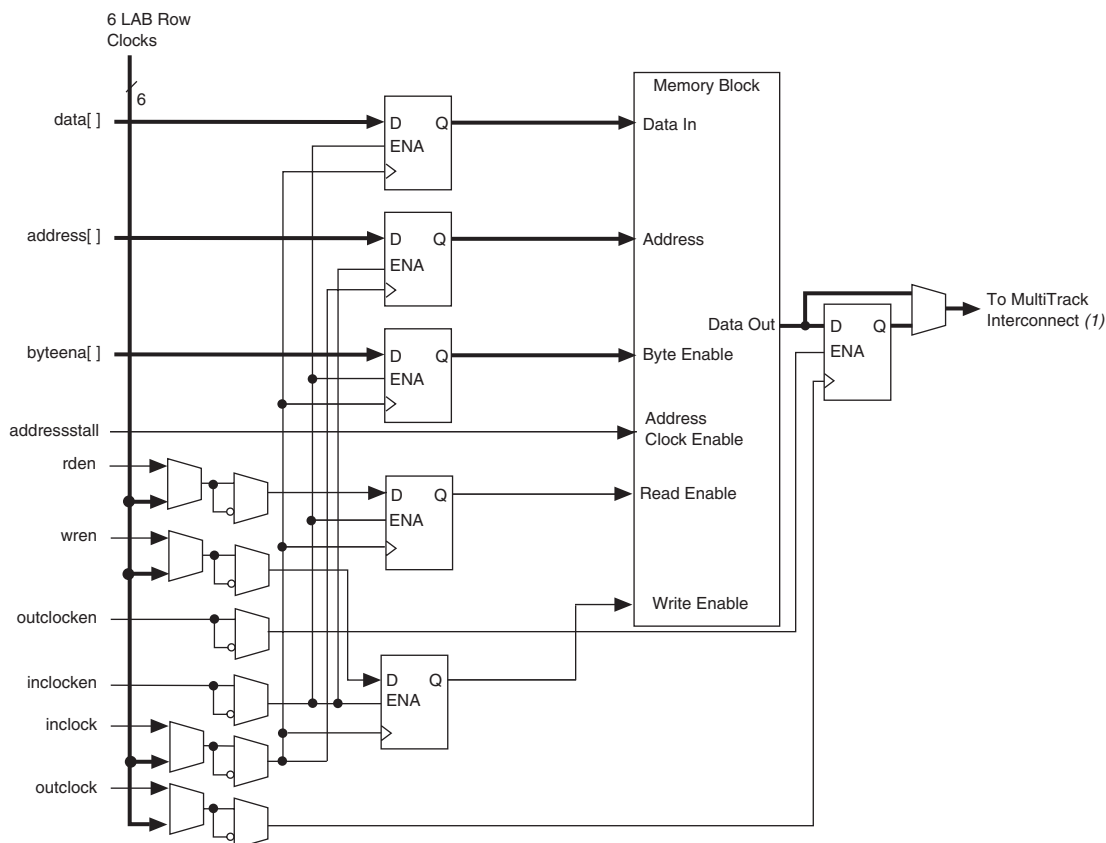 6 LAB Row
Clocks
6
data[ ]
address[ ]
byteena[ ]
addressstall
rden
wren
outclocken
inclocken
inclock
outclock
D Q
ENA
D Q
ENA
D Q
ENA
D Q
ENA
D Q
ENA
Memory Block
Data In
Address
Data Out
Byte Enable
Address
Clock Enable
Read Enable
Write Enable
D Q
ENA
To MultiTrack
Interconnect (1)